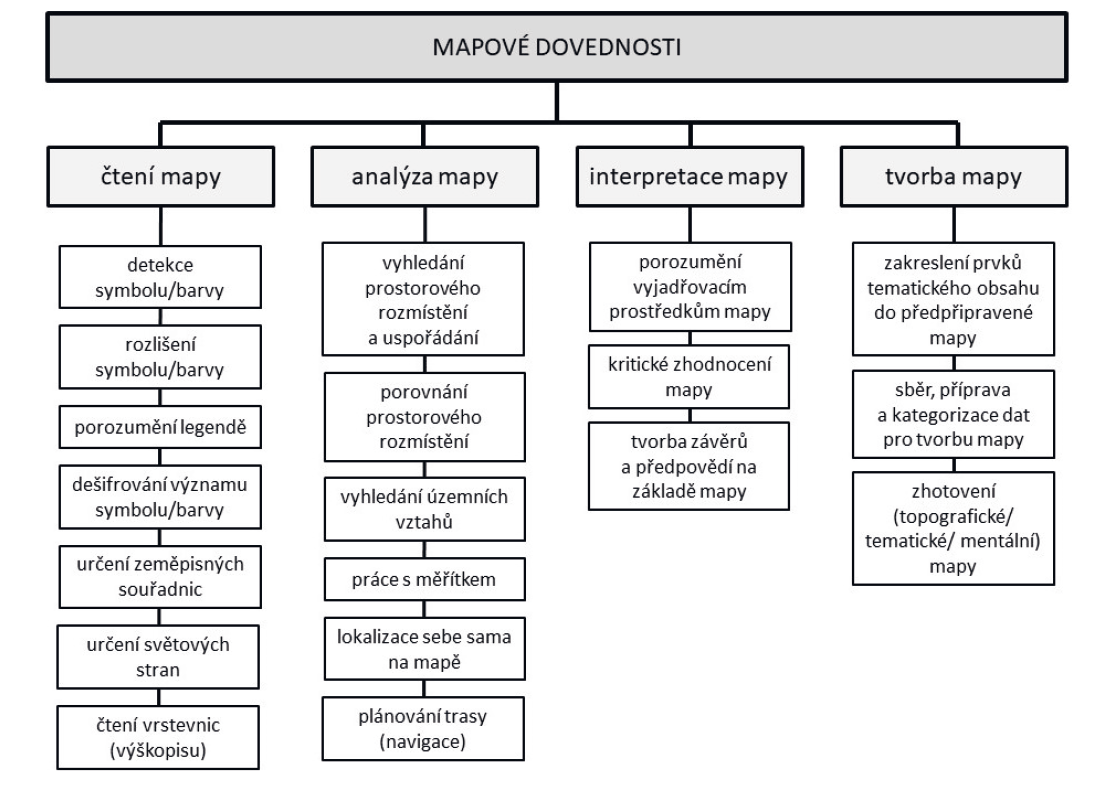 MAPOVÉ DOVEDNOSTI
čtení mapy
detekce
symbolu/barvy
rozlišení
symbolu/barvy
porozumění legendě
dešifrování významu
symbolu/barvy
určení zeměpisných
souřadnic
určení světových
stran
čtení vrstevnic
(výškopisu)
analýza mapy
vyhledání
prostorového
rozmístění
a uspořádání
porovnání
prostorového
rozmístění
vyhledání územních
vztahů
práce s měřítkem
lokalizace sebe sama
na mapě
plánování trasy
(navigace)
interpretace mapy
porozumění
vyjadřovacím
prostředkům mapy
kritické zhodnocení
mapy
tvorba závěrů
a předpovědí na
základě mapy
tvorba mapy
zakreslení prvků
tematického obsahu
do předpřipravené
mapy
sběr, příprava
a kategorizace dat
pro tvorbu mapy
zhotovení
(topografické/
tematické/ mentální)
mapy